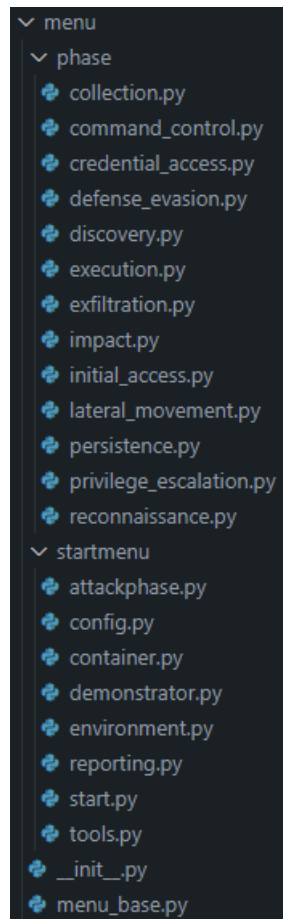 menu
phase
collection.py
command_control.py
credential_access.py
defense_evasion.py
discovery.py
execution.py
exfiltration.py
impact.py
initial_access.py
lateral_movement.py
persistence.py
privilege_escalation.py
reconnaissance.py
startmenu
attackphase.py
config.py
container.py
demonstrator.py
environment.py
reporting.py
start.py
tools.py
__init__.py
menu_base.py